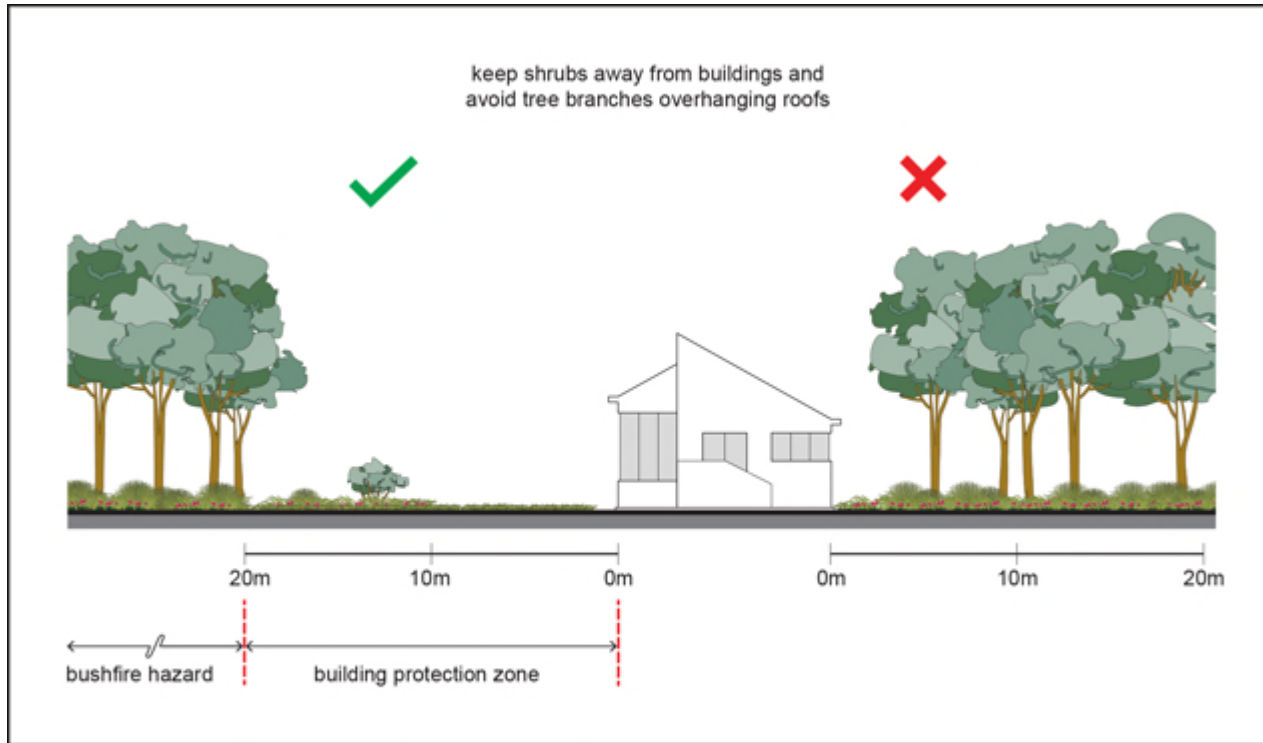 keep shrubs away from buildings and
avoid tree branches overhanging roofs
20m
10m
0m
0m
10m
20m
bushfire hazard
building protection zone